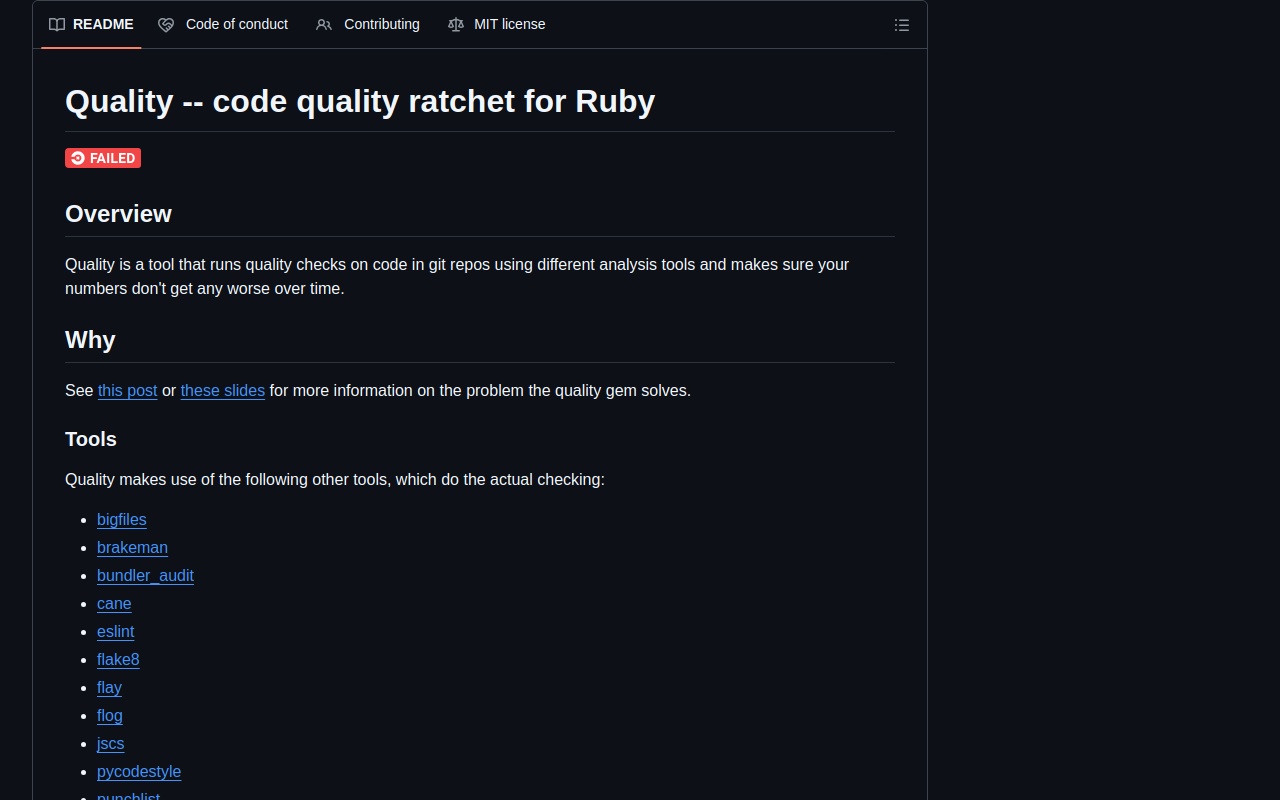 README Code of conduct Contributing MIT license
Quality -- code quality ratchet for Ruby
FAILED
Overview
Quality is a tool that runs quality checks on code in git repos using different analysis tools and makes sure your
numbers don't get any worse over time.
Why
See this post or these slides for more information on the problem the quality gem solves.
Tools
Quality makes use of the following other tools, which do the actual checking:
bigfiles
brakeman
bundler_audit
cane
eslint
flake8
flay
flog
jscs
pycodestyle
punchlist